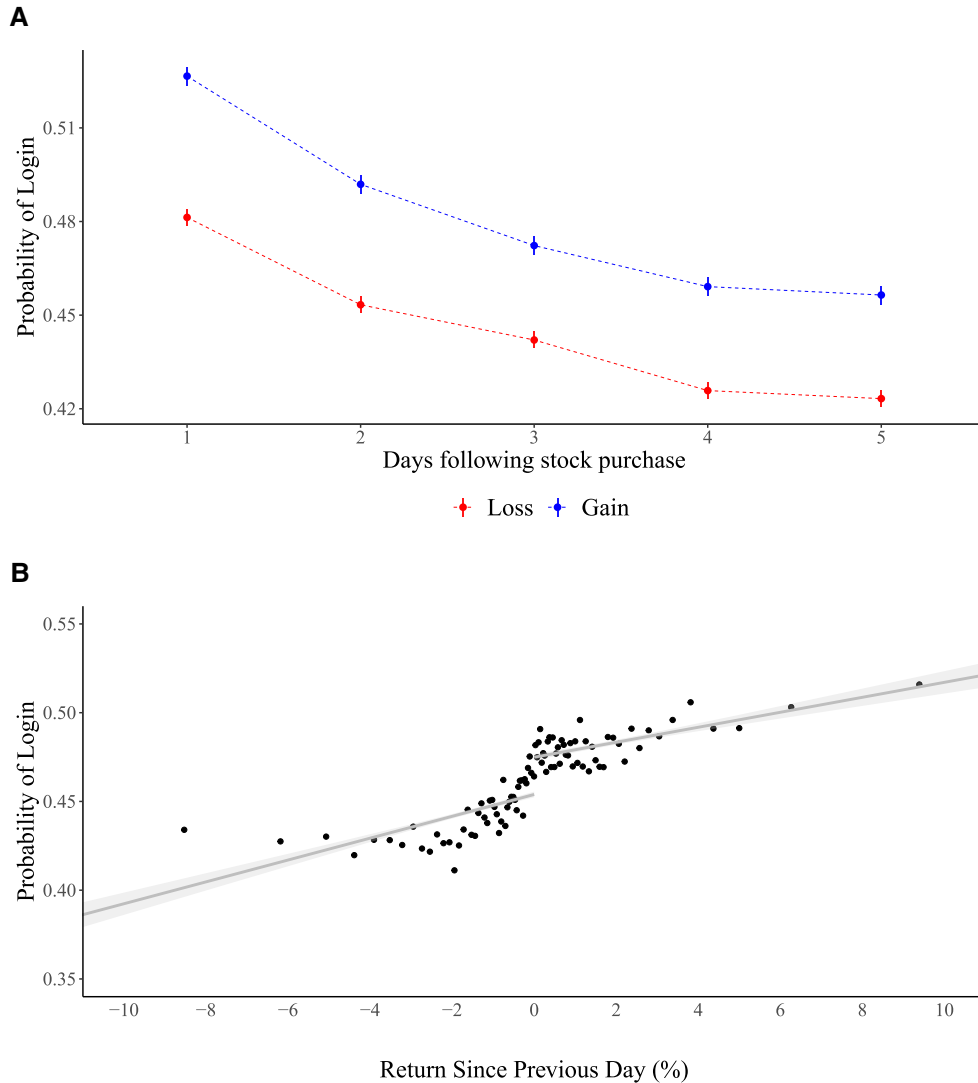 A
Probability of Login
0.51
0.48
0.45
0.42
1 2 3 4 5
Days following stock purchase
Loss Gain
B
Probability of Login
0.55
0.50
0.45
0.40
0.35
−10 −8 −6 −4 −2 0 2 4 6 8 10
Return Since Previous Day (%)